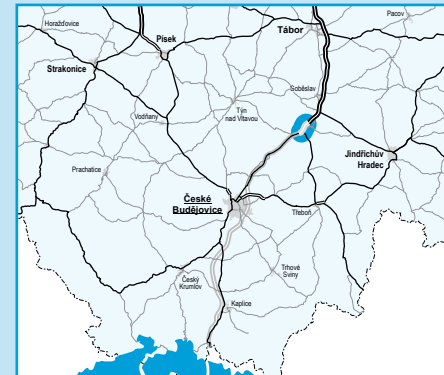 Pacov
Horažďovice
Tábor
Písek
Strakonice
Soběslav
Týn
nad Vltavou
Vodňany
Jindřichův
Hradec
Prachatice
České
Budějovice
Třeboň
Trhové
Sviny
Český
Krumlov
Kaplice